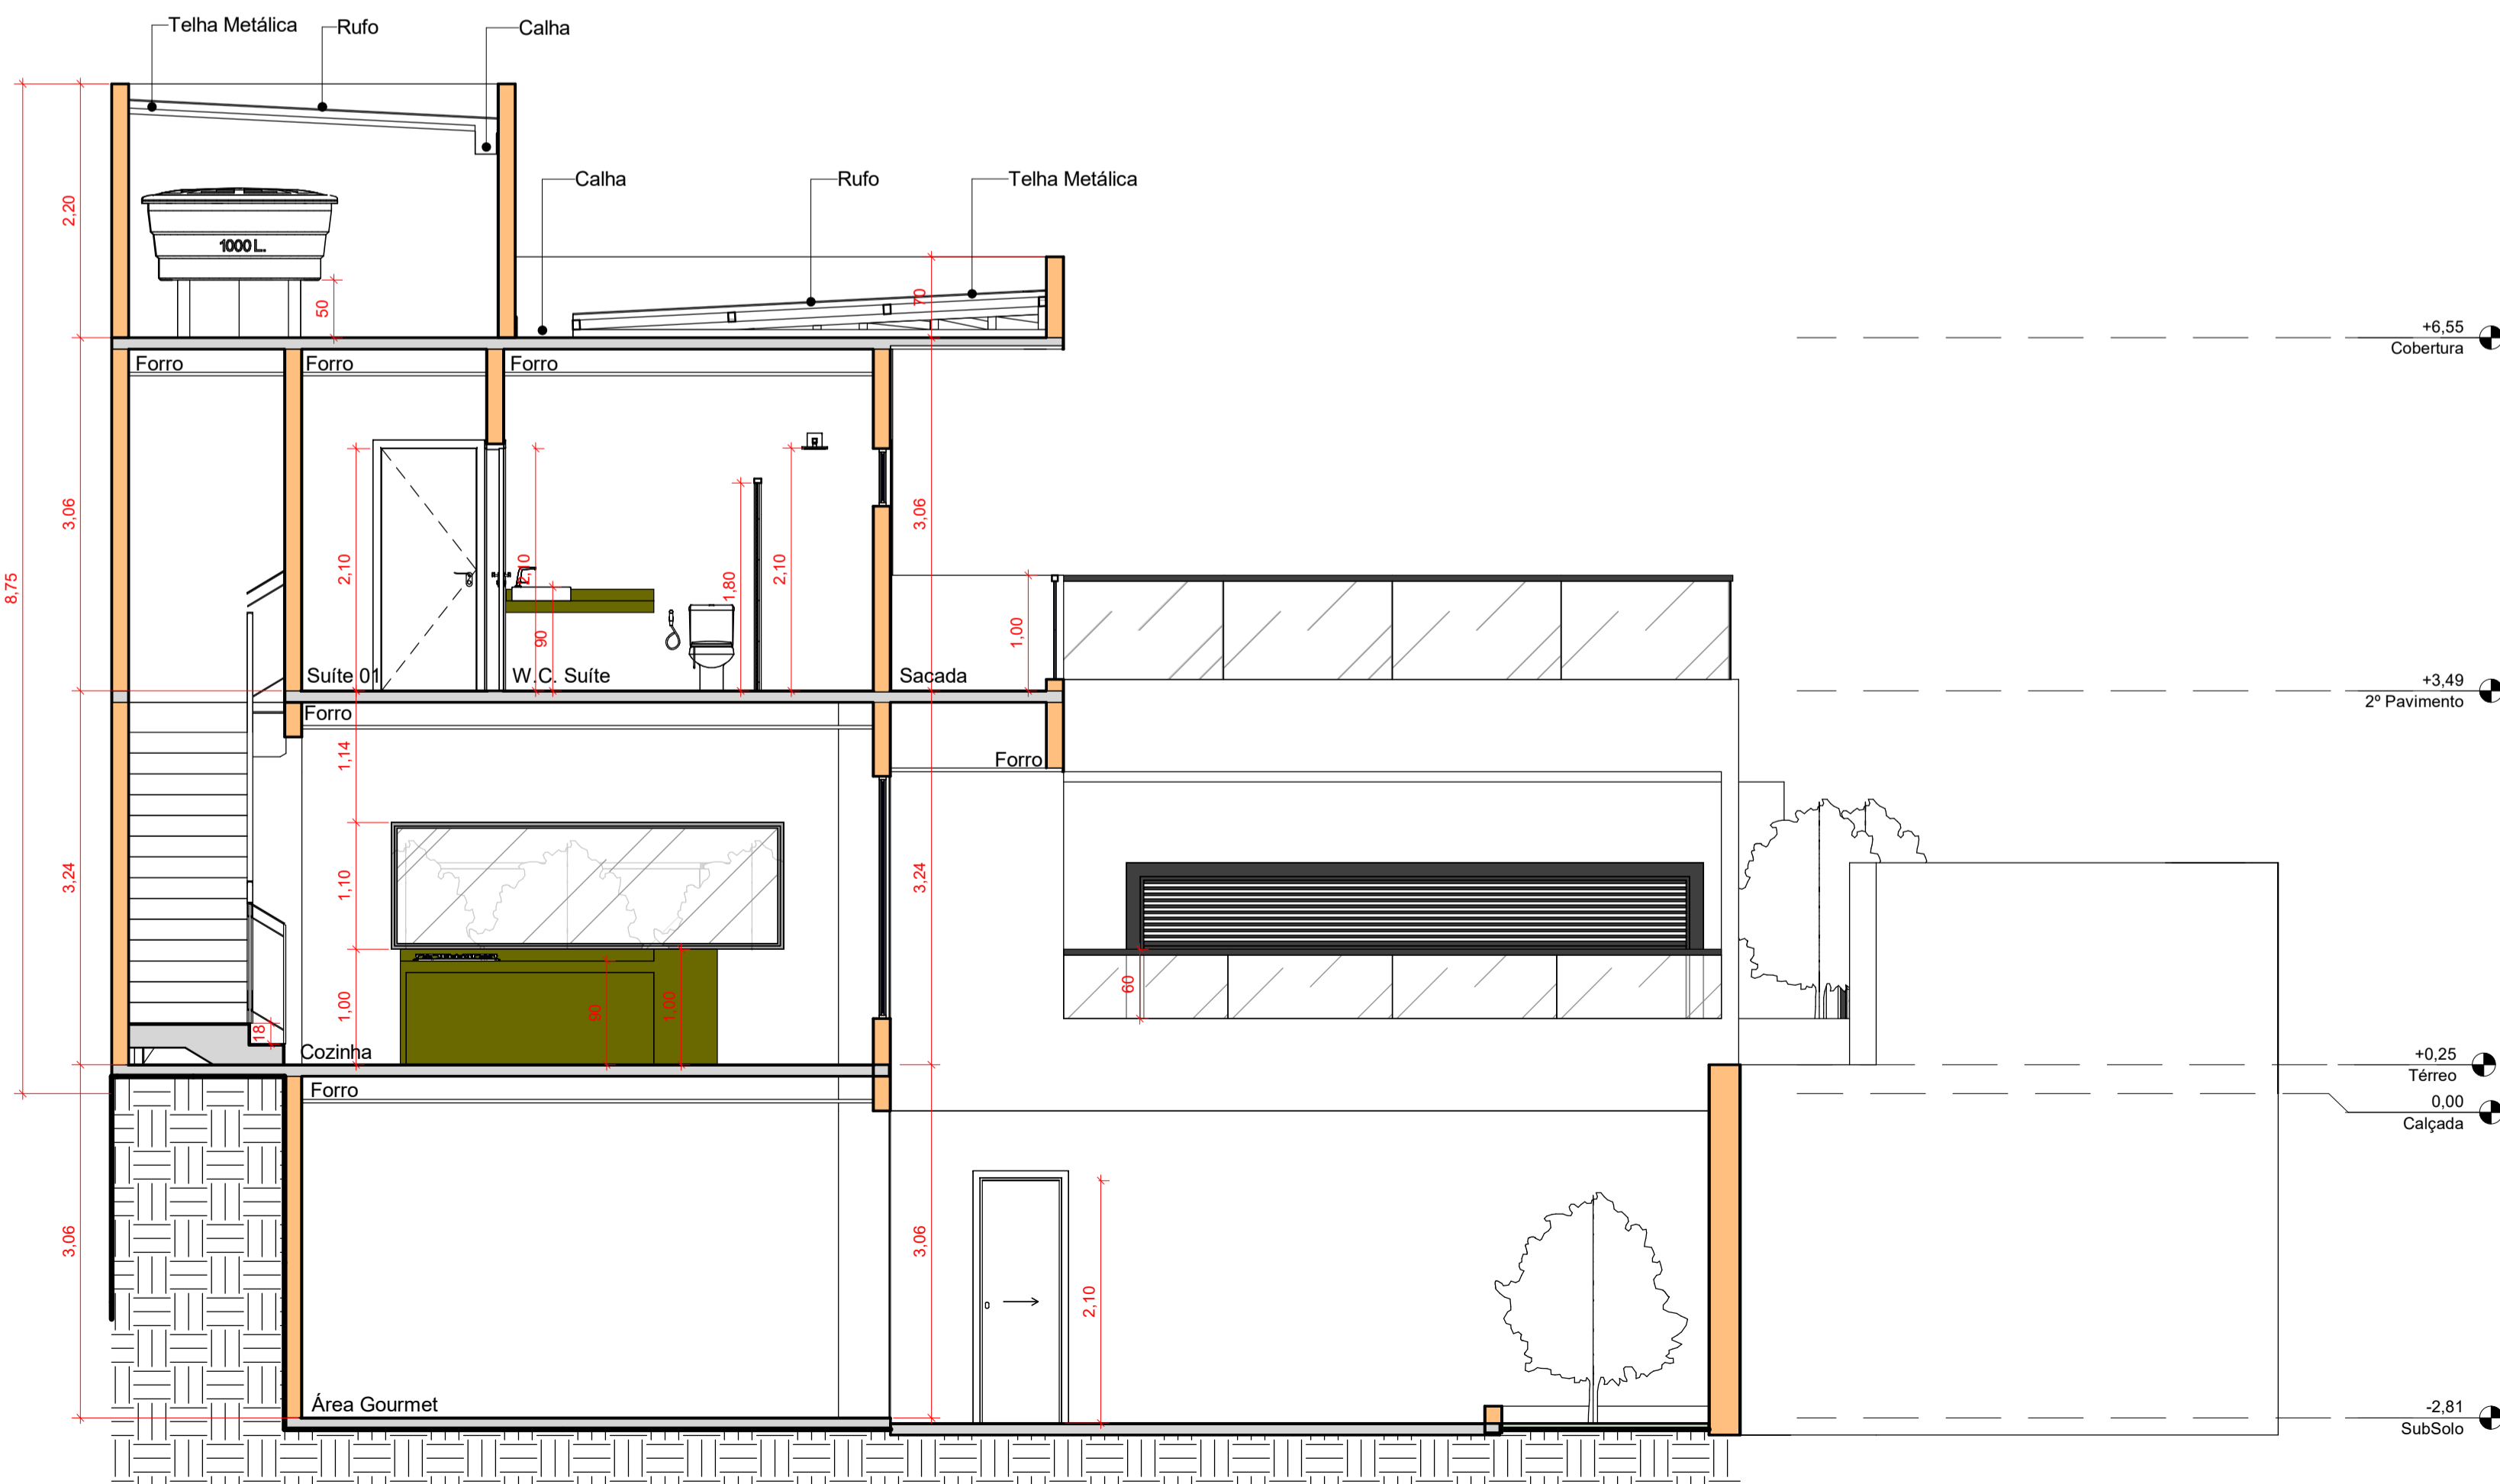 Telha Metálica
Rufo
Calha
Calha
Rufo
Telha Metálica
2,20
1000 L.
50
70
+6,55
Cobertura
Forro
Forro
Forro
8,75
3,06
2,10
2,10
90
1,80
2,10
3,06
1,00
Suíte 01
W.C. Suíte
Sacada
+3,49
2º Pavimento
Forro
1,14
Forro
3,24
1,10
3,24
1,00
90
1,00
60
18
Cozinha
+0,25
Térreo
Forro
0,00
Calçada
3,06
3,06
2,10
Área Gourmet
-2,81
SubSolo